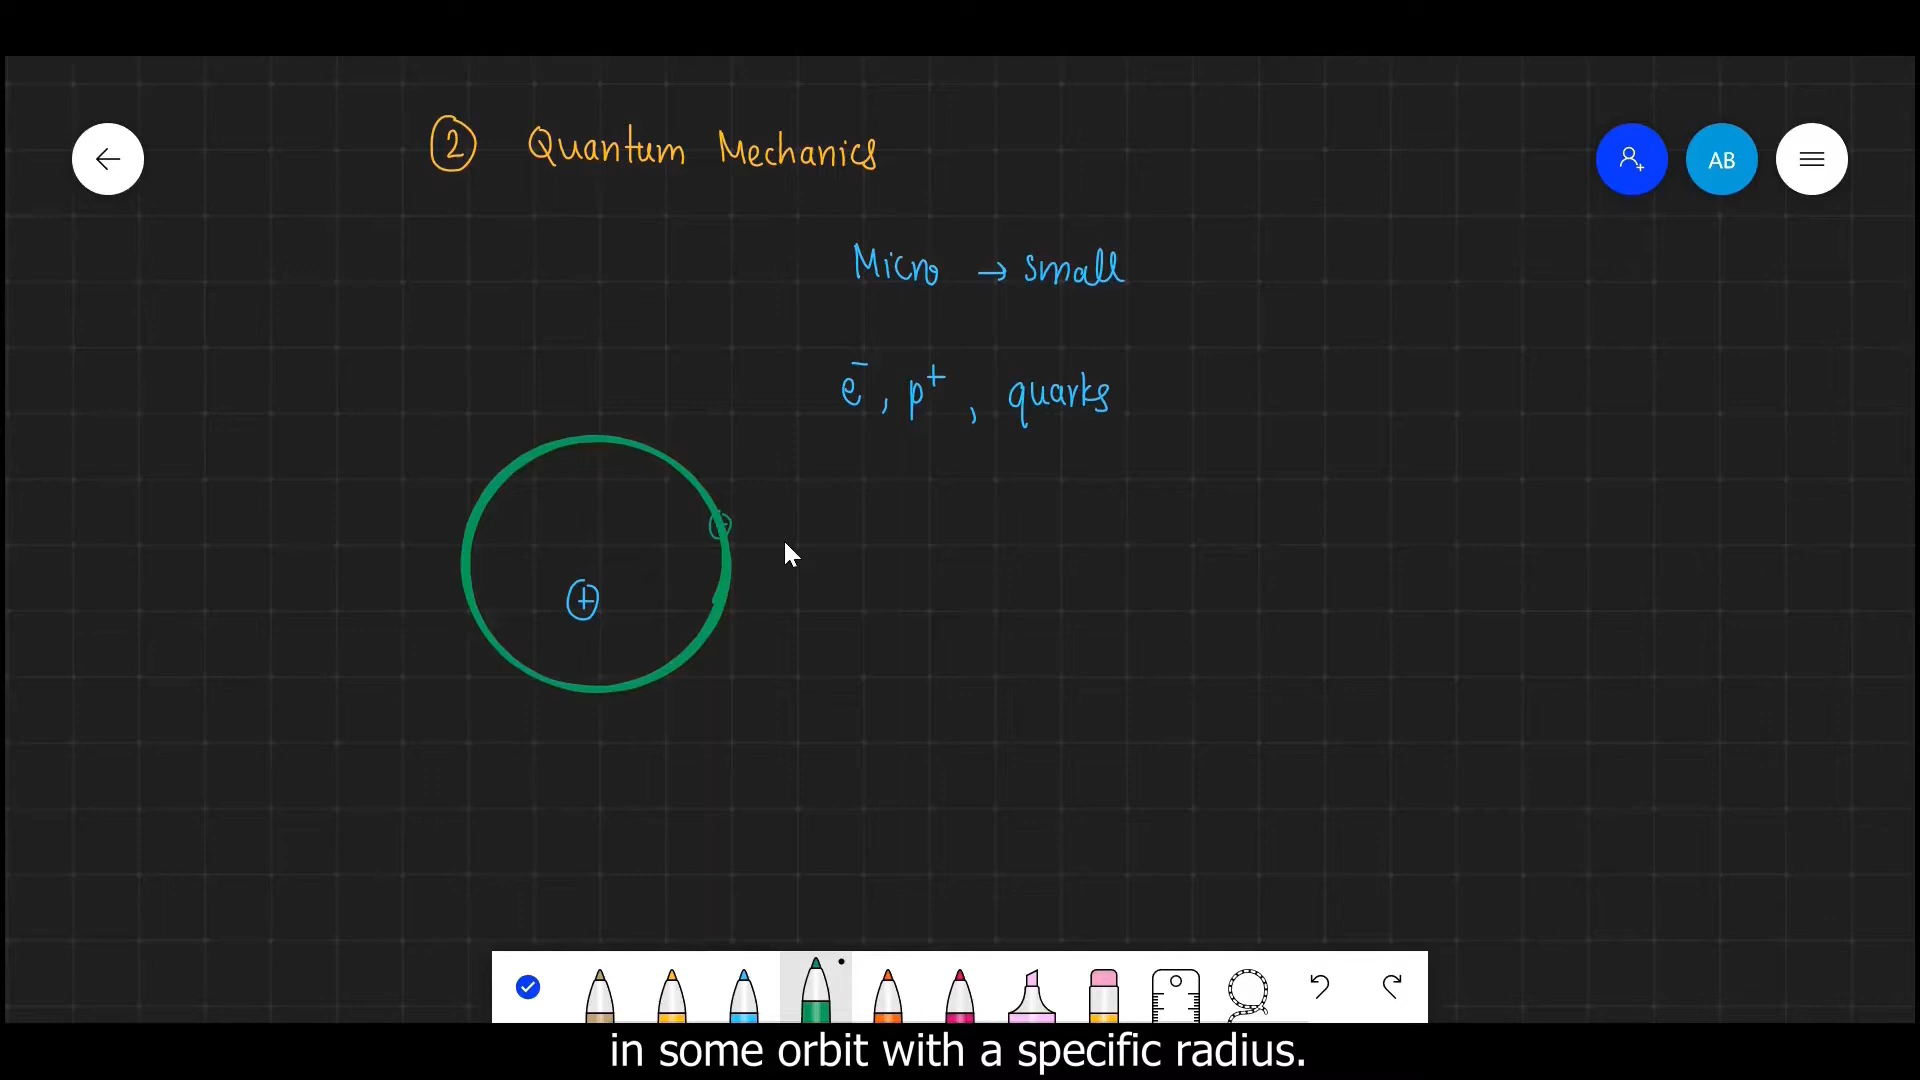 ② Quantum Mechanics
AB
Micro → small
e⁻, p⁺, quarks
+
+
in some orbit with a specific radius.